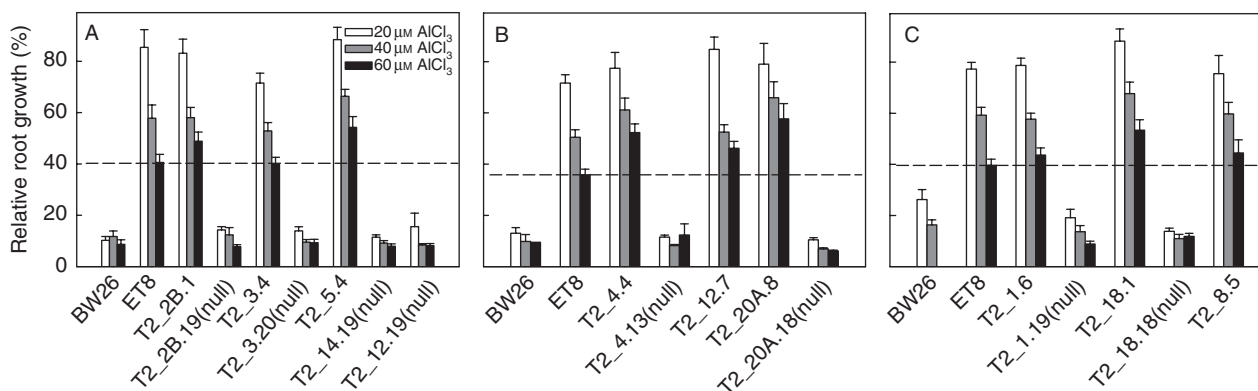 A
B
C
20 μM AlCl3
40 μM AlCl3
60 μM AlCl3
Relative root growth (%)
80
60
40
20
0
BW26
ET8
T2_2B.1
T2_2B.19(null)
T2_3.4
T2_3.20(null)
T2_5.4
T2_14.19(null)
T2_12.19(null)
BW26
ET8
T2_4.4
T2_4.13(null)
T2_12.7
T2_20A.8
T2_20A.18(null)
BW26
ET8
T2_1.6
T2_1.19(null)
T2_18.1
T2_18.18(null)
T2_8.5